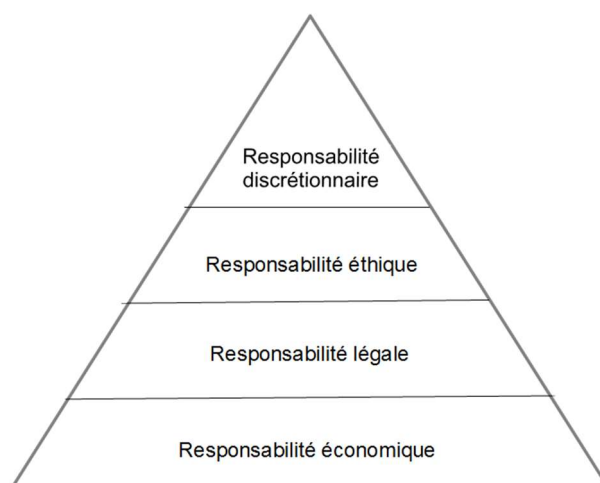 Responsabilité
discrétionnaire
Responsabilité éthique
Responsabilité légale
Responsabilité économique